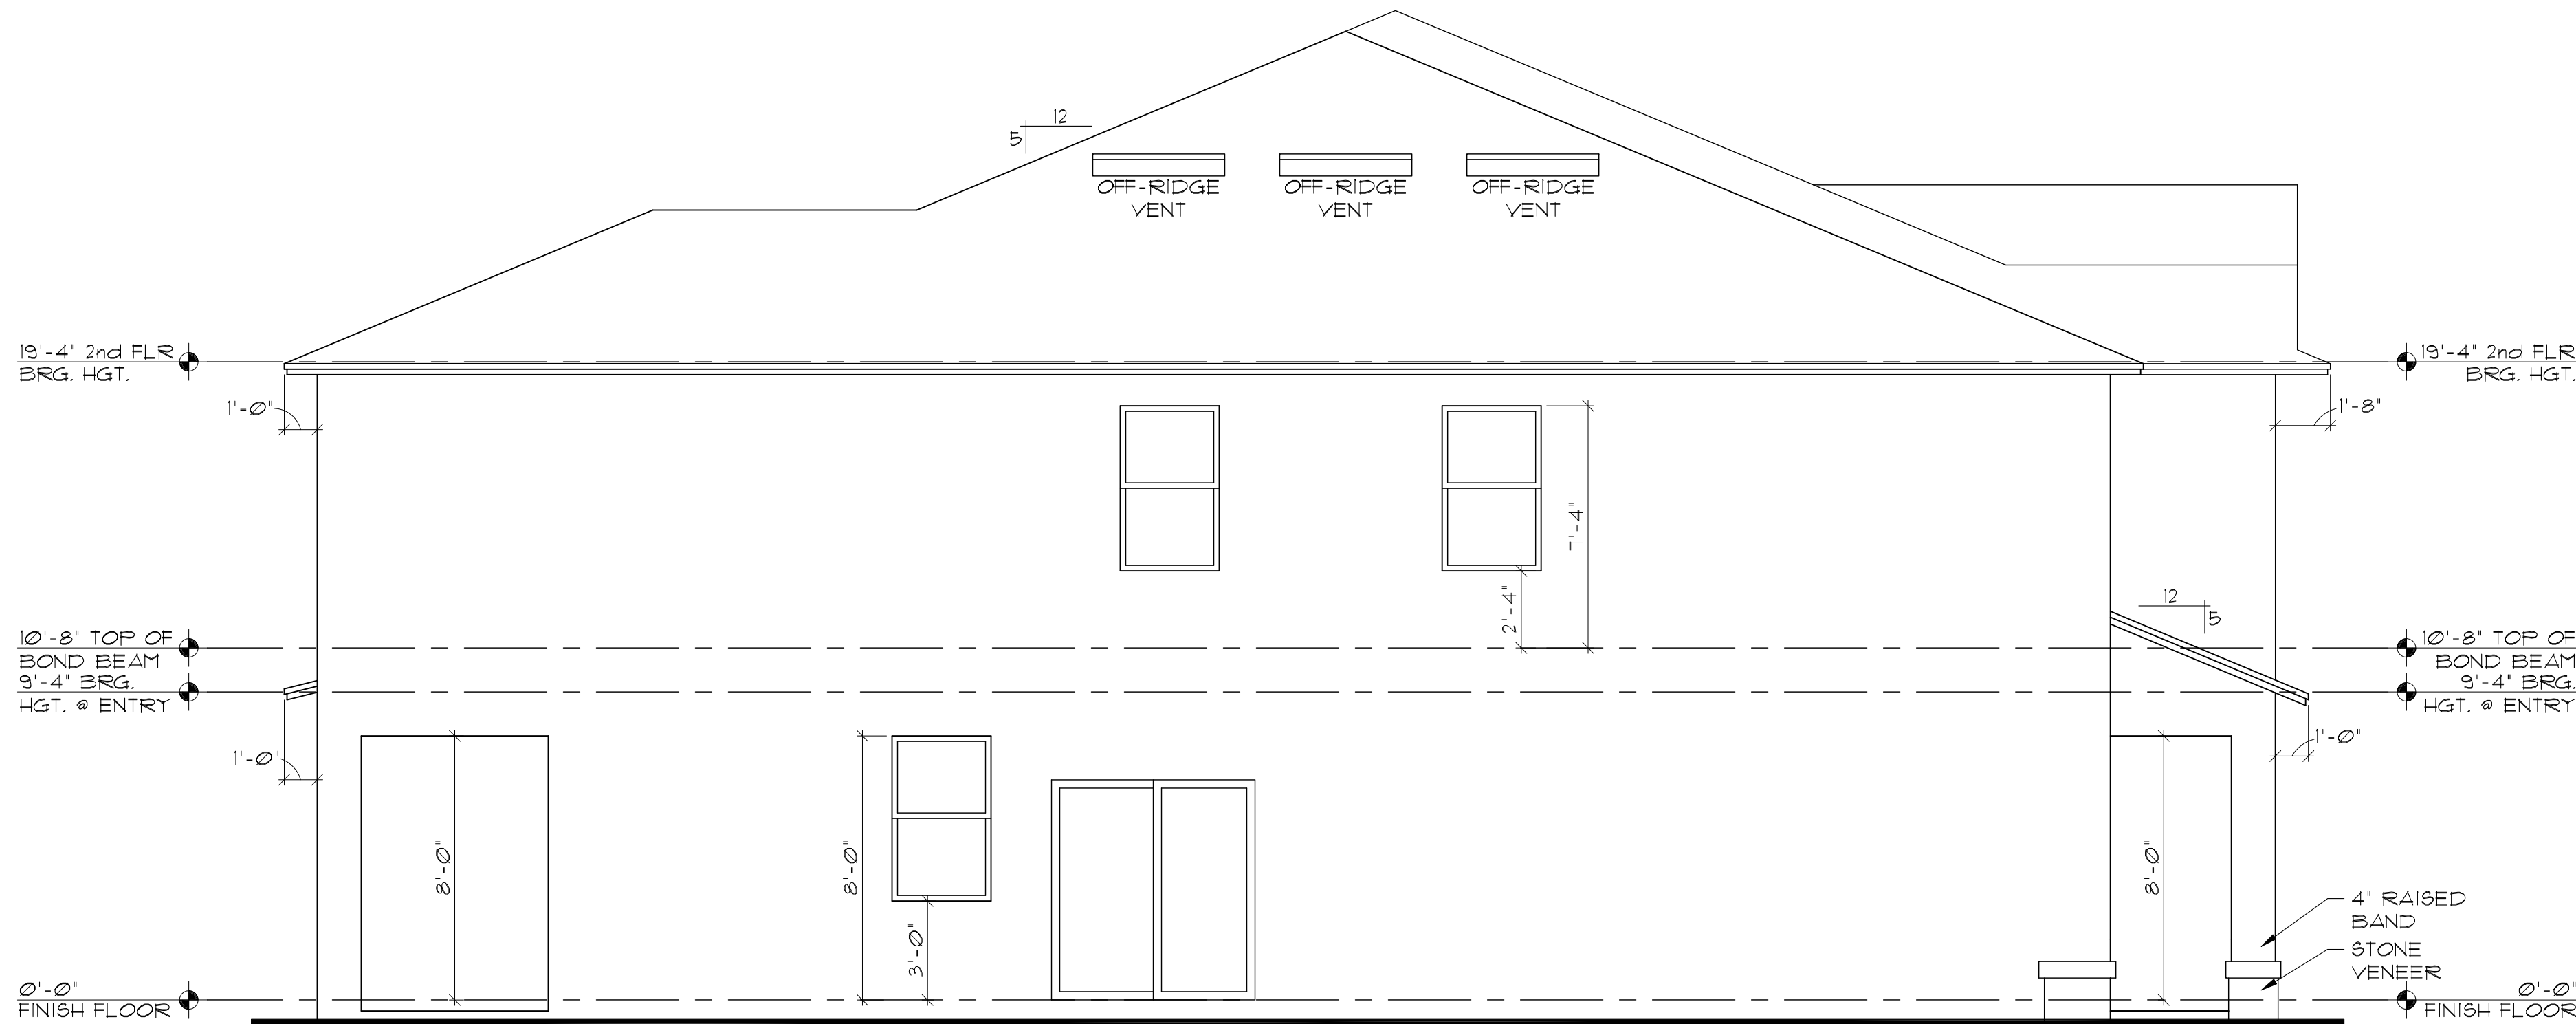 12
5
OFF-RIDGE
VENT
OFF-RIDGE
VENT
OFF-RIDGE
VENT
19'-4" 2nd FLR
BRG. HGT.
19'-4" 2nd FLR
BRG. HGT.
1'-0"
1'-8"
7'-4"
2'-4"
12
5
10'-8" TOP OF
BOND BEAM
9'-4" BRG.
HGT. @ ENTRY
10'-8" TOP OF
BOND BEAM
9'-4" BRG.
HGT. @ ENTRY
1'-0"
1'-0"
8'-0"
8'-0"
3'-0"
8'-0"
4" RAISED
BAND
STONE
VENEER
0'-0"
FINISH FLOOR
0'-0"
FINISH FLOOR